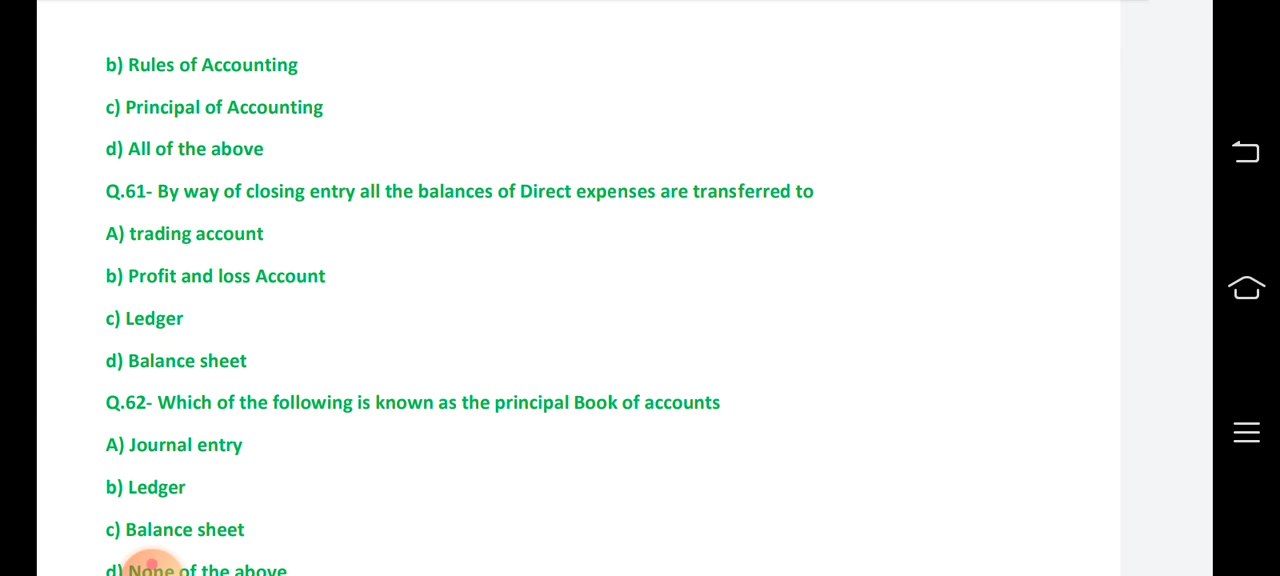 b) Rules of Accounting
c) Principal of Accounting
d) All of the above
Q.61- By way of closing entry all the balances of Direct expenses are transferred to
A) trading account
b) Profit and loss Account
c) Ledger
d) Balance sheet
Q.62- Which of the following is known as the principal Book of accounts
A) Journal entry
b) Ledger
c) Balance sheet
d) None of the above